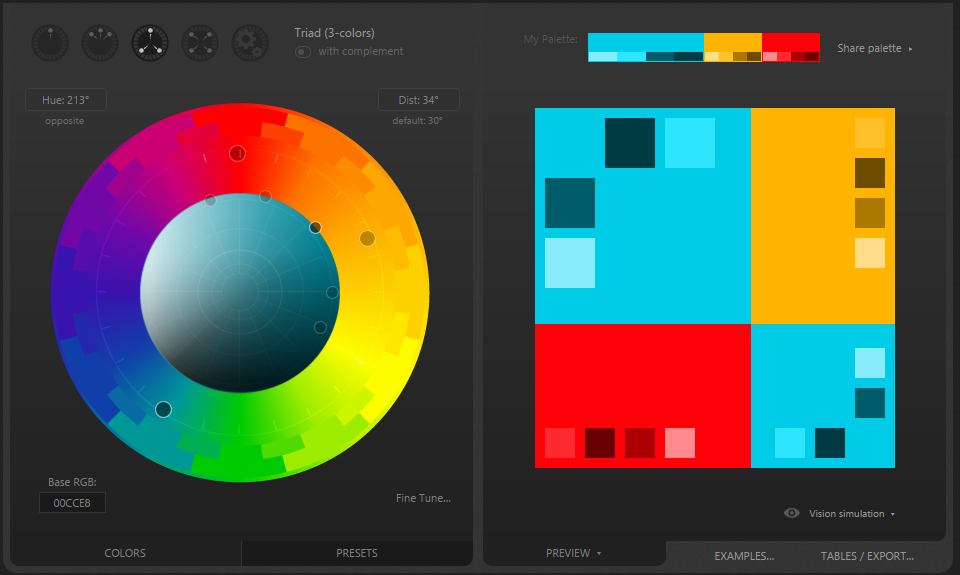 Triad (3-colors)
with complement
Hue: 213°
opposite
Dist: 34°
default: 30°
Base RGB:
00CCE8
Fine Tune...
COLORS
PRESETS
My Palette:
Share palette
Vision simulation
PREVIEW
EXAMPLES...
TABLES / EXPORT...